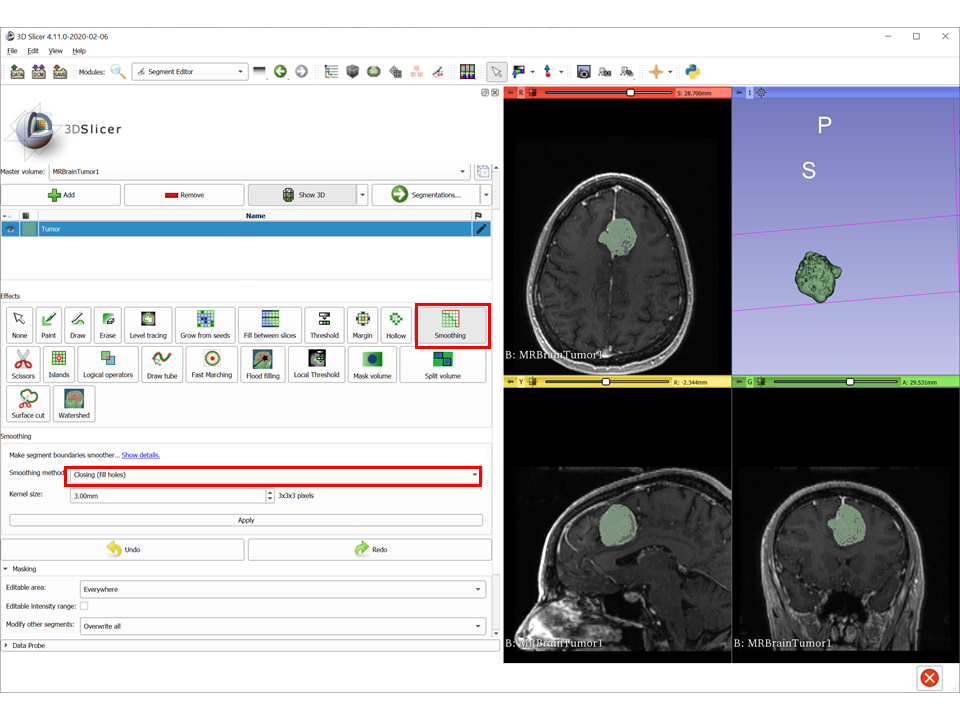 3D Slicer 4.11.0-2020-02-06
File Edit View Help
DATA DCM SAVE Modules: Segment Editor
3DSlicer
Master volume: MRBrainTumor1
Add Remove Show 3D Segmentations...
Name
Tumor
Effects
None Paint Draw Erase Level tracing Grow from seeds Fill between slices Threshold Margin Hollow Smoothing
Scissors Islands Logical operators Draw tube Fast Marching Flood filling Local Threshold Mask volume Split volume
Surface cut Watershed
Smoothing
Make segment boundaries smoother... Show details.
Smoothing method: Closing (fill holes)
Kernel size: 3.00mm 3x3x3 pixels
Apply
Undo Redo
Masking
Editable area: Everywhere
Editable intensity range:
Modify other segments: Overwrite all
Data Probe
R S: 28.700mm
B: MRBrainTumor1
1
P
S
Y R: -2.344mm
B: MRBrainTumor1
G A: 29.531mm
B: MRBrainTumor1